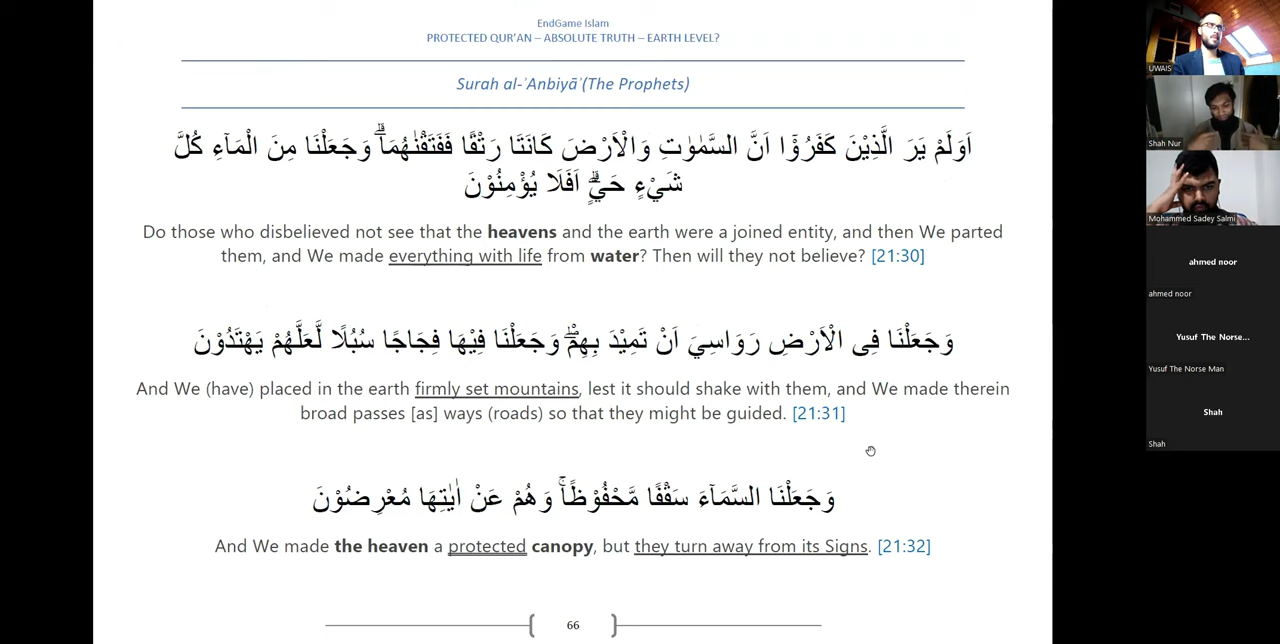 EndGame Islam
PROTECTED QUR'AN – ABSOLUTE TRUTH – EARTH LEVEL?
Surah al-ʾAnbiyāʾ(The Prophets)
اَوَلَمْ يَرَ الَّذِيْنَ كَفَرُوْٓا اَنَّ السَّمٰوٰتِ وَالْاَرْضَ كَانَتَا رَتْقًا فَفَتَقْنٰهُمَاؕ وَجَعَلْنَا مِنَ الْمَآءِ كُلَّ
شَيْءٍ حَيٍّؕ اَفَلَا يُؤْمِنُوْنَ
Do those who disbelieved not see that the heavens and the earth were a joined entity, and then We parted
them, and We made everything with life from water? Then will they not believe? [21:30]
وَجَعَلْنَا فِى الْاَرْضِ رَوَاسِيَ اَنْ تَمِيْدَ بِهِمْ وَجَعَلْنَا فِيْهَا فِجَاجًا سُبُلًا لَّعَلَّهُمْ يَهْتَدُوْنَ
And We (have) placed in the earth firmly set mountains, lest it should shake with them, and We made therein
broad passes [as] ways (roads) so that they might be guided. [21:31]
وَجَعَلْنَا السَّمَآءَ سَقْفًا مَّحْفُوْظًا وَهُمْ عَنْ اٰيٰتِهَا مُعْرِضُوْنَ
And We made the heaven a protected canopy, but they turn away from its Signs. [21:32]
66
UWAIS
Shah Nur
Mohammed Sadey Salmi
ahmed noor
ahmed noor
Yusuf The Norse...
Yusuf The Norse Man
Shah
Shah